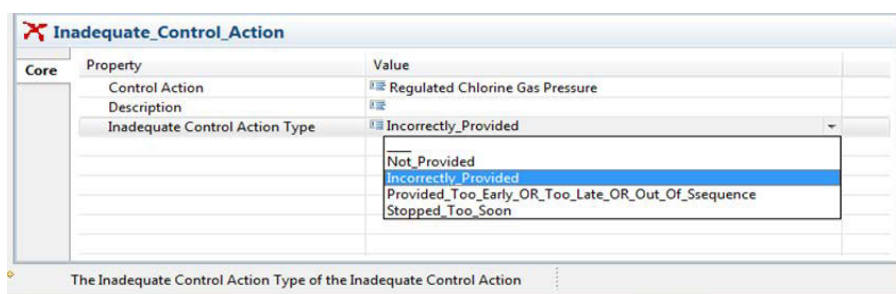 Inadequate_Control_Action
Core
Property Value
Control Action Regulated Chlorine Gas Pressure
Description
Inadequate Control Action Type Incorrectly_Provided
___
Not_Provided
Incorrectly_Provided
Provided_Too_Early_OR_Too_Late_OR_Out_Of_Ssequence
Stopped_Too_Soon
The Inadequate Control Action Type of the Inadequate Control Action